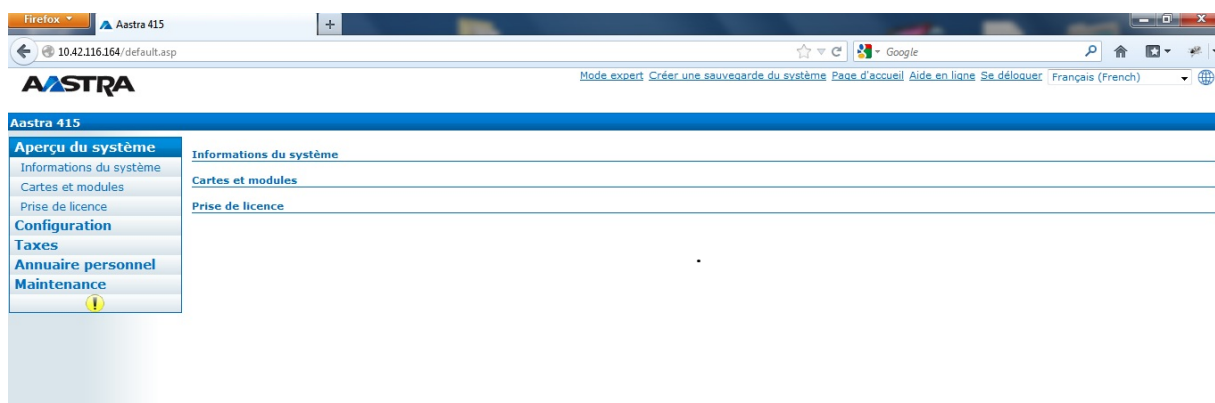 Firefox
Aastra 415
10.42.116.164/default.asp
Google
AASTRA
Mode expert Créer une sauvegarde du système Page d'accueil Aide en ligne Se déloguer Français (French)
Aastra 415
Aperçu du système
Informations du système
Cartes et modules
Prise de licence
Configuration
Taxes
Annuaire personnel
Maintenance
Informations du système
Cartes et modules
Prise de licence